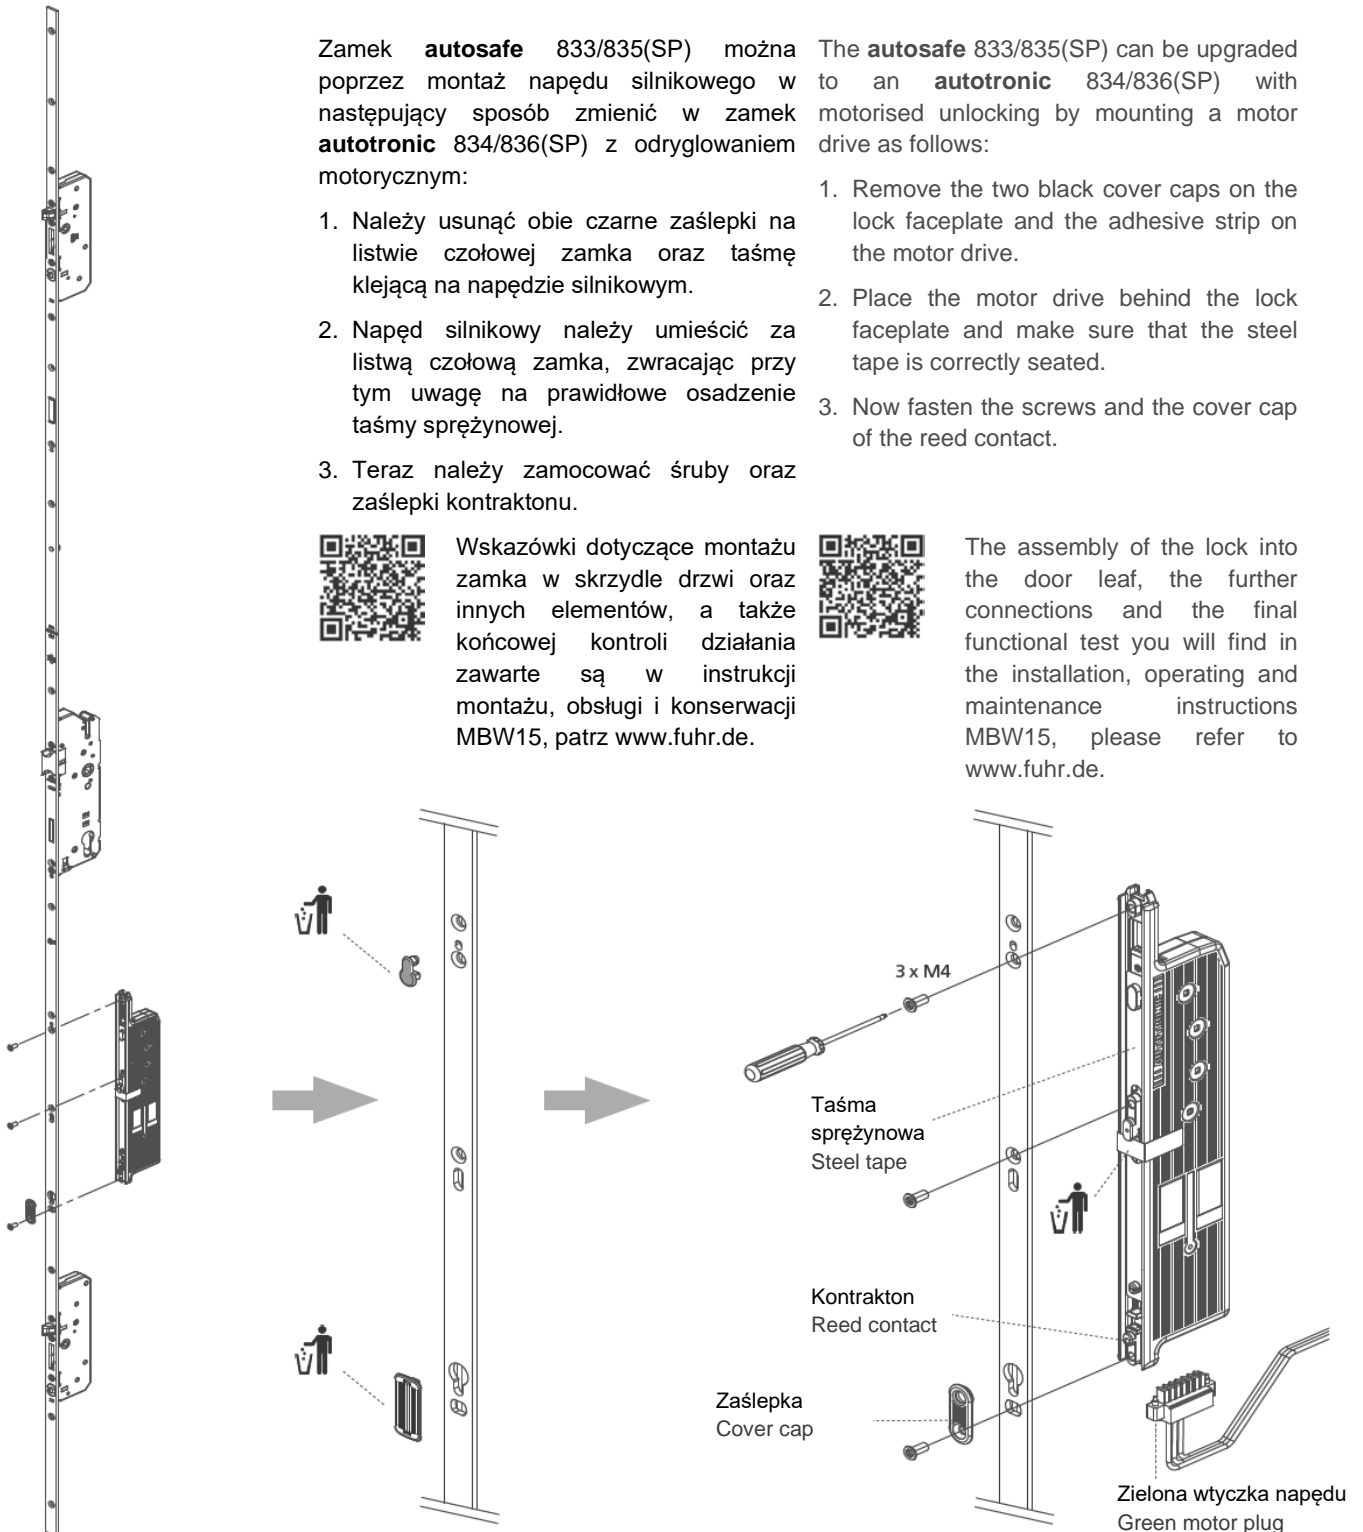 Zamek autosafe 833/835(SP) można
poprzez montaż napędu silnikowego w
następujący sposób zmienić w zamek
autotronic 834/836(SP) z odryglowaniem
motorycznym:
1. Należy usunąć obie czarne zaślepki na
listwie czołowej zamka oraz taśmę
klejącą na napędzie silnikowym.
2. Napęd silnikowy należy umieścić za
listwą czołową zamka, zwracając przy
tym uwagę na prawidłowe osadzenie
taśmy sprężynowej.
3. Teraz należy zamocować śruby oraz
zaślepki kontraktonu.
Wskazówki dotyczące montażu
zamka w skrzydle drzwi oraz
innych elementów, a także
końcowej kontroli działania
zawarte są w instrukcji
montażu, obsługi i konserwacji
MBW15, patrz www.fuhr.de.
The autosafe 833/835(SP) can be upgraded
to an autotronic 834/836(SP) with
motorised unlocking by mounting a motor
drive as follows:
1. Remove the two black cover caps on the
lock faceplate and the adhesive strip on
the motor drive.
2. Place the motor drive behind the lock
faceplate and make sure that the steel
tape is correctly seated.
3. Now fasten the screws and the cover cap
of the reed contact.
The assembly of the lock into
the door leaf, the further
connections and the final
functional test you will find in
the installation, operating and
maintenance instructions
MBW15, please refer to
www.fuhr.de.
3 x M4
Taśma
sprężynowa
Steel tape
Kontrakton
Reed contact
Zaślepka
Cover cap
Zielona wtyczka napędu
Green motor plug